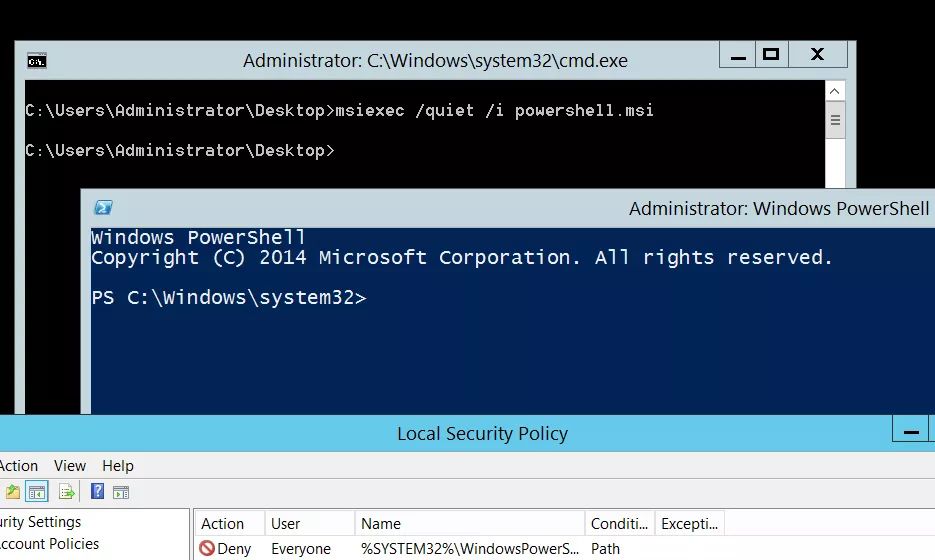 Administrator: C:\Windows\system32\cmd.exe
C:\Users\Administrator\Desktop>msiexec /quiet /i powershell.msi
C:\Users\Administrator\Desktop>
Administrator: Windows PowerShell
Windows PowerShell
Copyright (C) 2014 Microsoft Corporation. All rights reserved.
PS C:\Windows\system32>
Local Security Policy
Action View Help
urity Settings
ccount Policies
Action User Name Conditi... Excepti...
Deny Everyone %SYSTEM32%\WindowsPowerS... Path